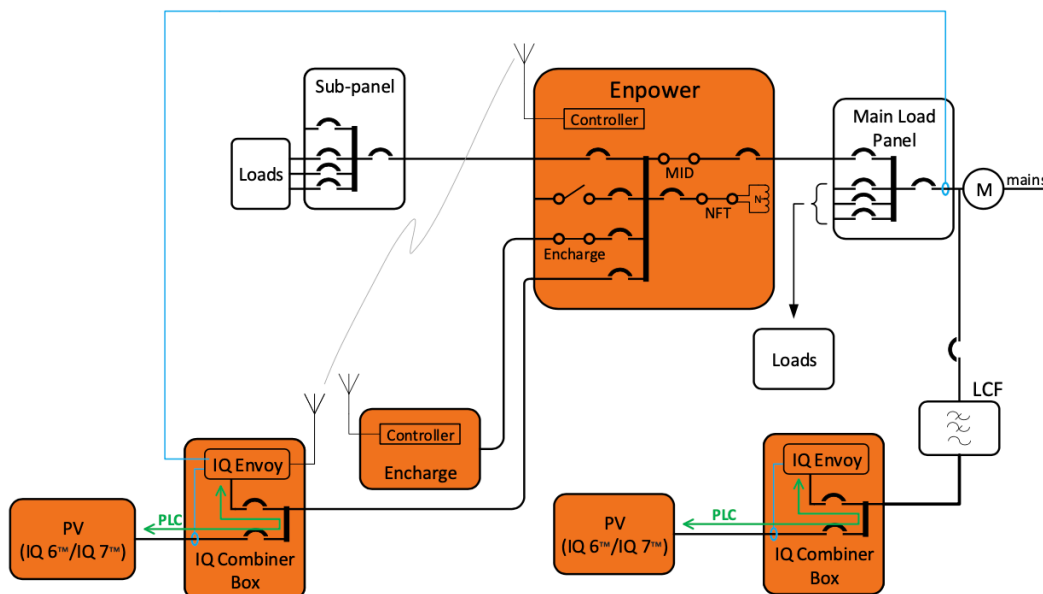 Sub-panel
Loads
Enpower
Controller
MID
N
NFT
Encharge
Main Load
Panel
M
mains
Loads
LCF
Controller
Encharge
IQ Envoy
PLC
PV
(IQ 6™/IQ 7™)
IQ Combiner
Box
IQ Envoy
PLC
PV
(IQ 6™/IQ 7™)
IQ Combiner
Box